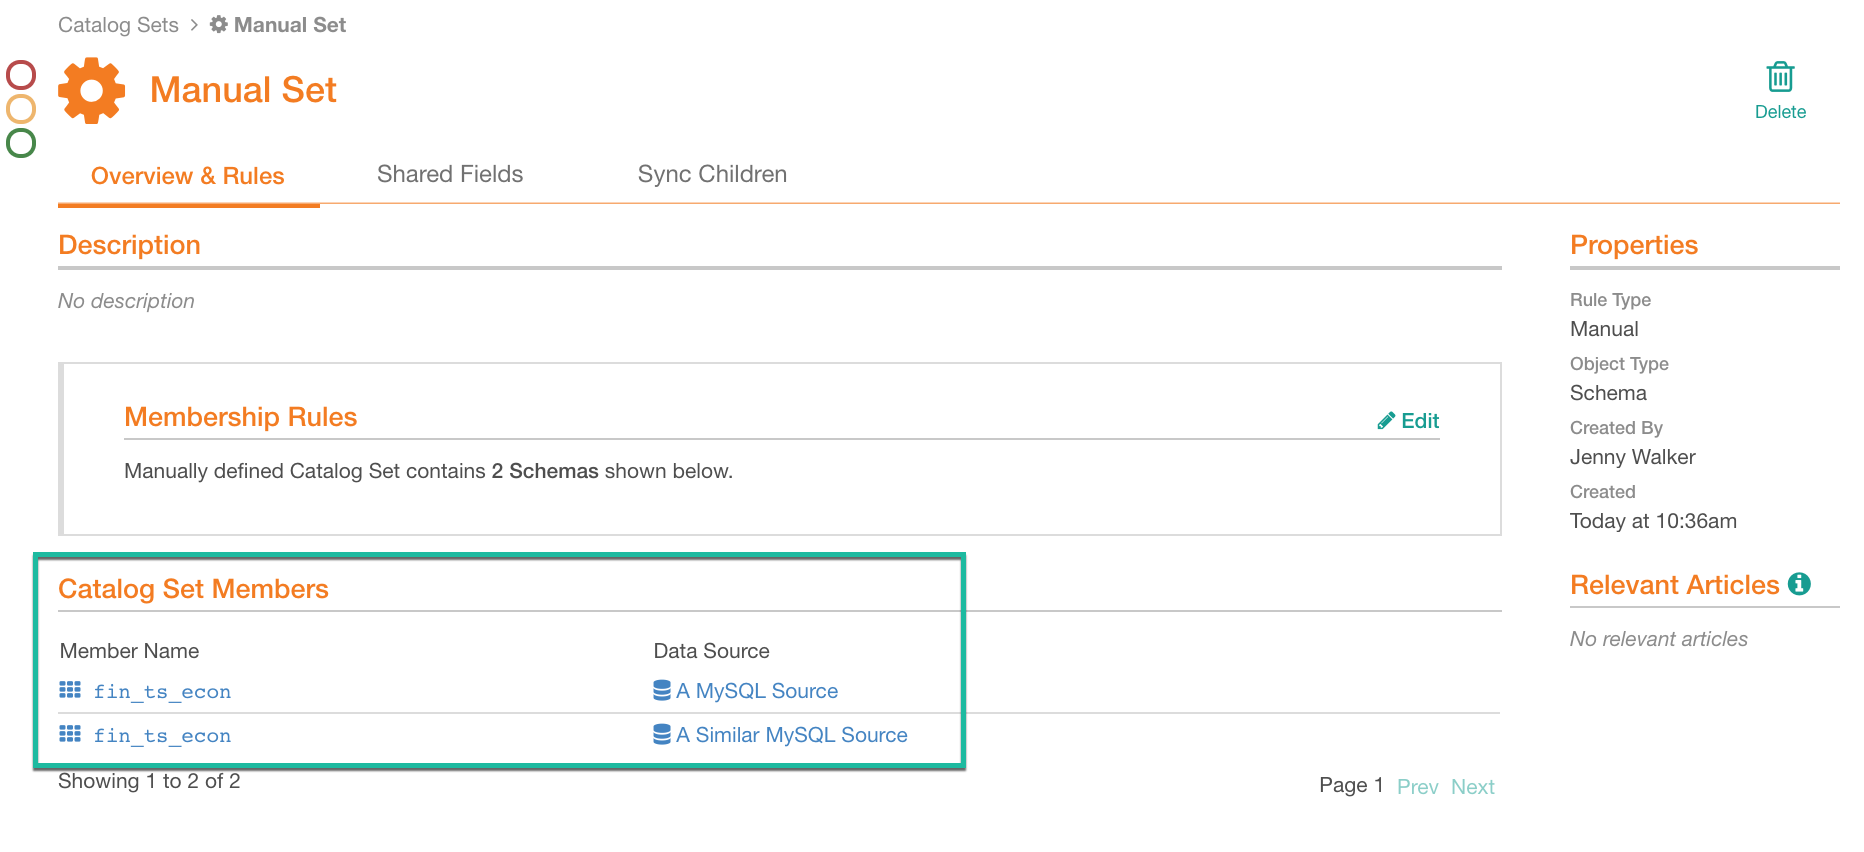 Catalog Sets > Manual Set
Manual Set
Delete
Overview & Rules
Shared Fields
Sync Children
Description
No description
Membership Rules
Edit
Manually defined Catalog Set contains 2 Schemas shown below.
Catalog Set Members
Member Name Data Source
fin_ts_econ A MySQL Source
fin_ts_econ A Similar MySQL Source
Showing 1 to 2 of 2
Page 1 Prev Next
Properties
Rule Type
Manual
Object Type
Schema
Created By
Jenny Walker
Created
Today at 10:36am
Relevant Articles
No relevant articles